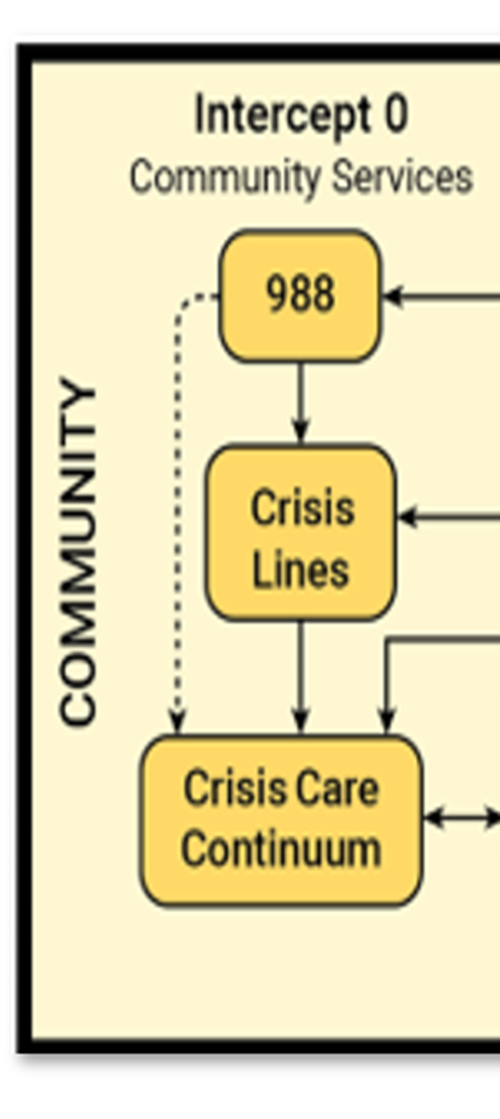 Intercept 0
Community Services
988
COMMUNITY
Crisis
Lines
Crisis Care
Continuum